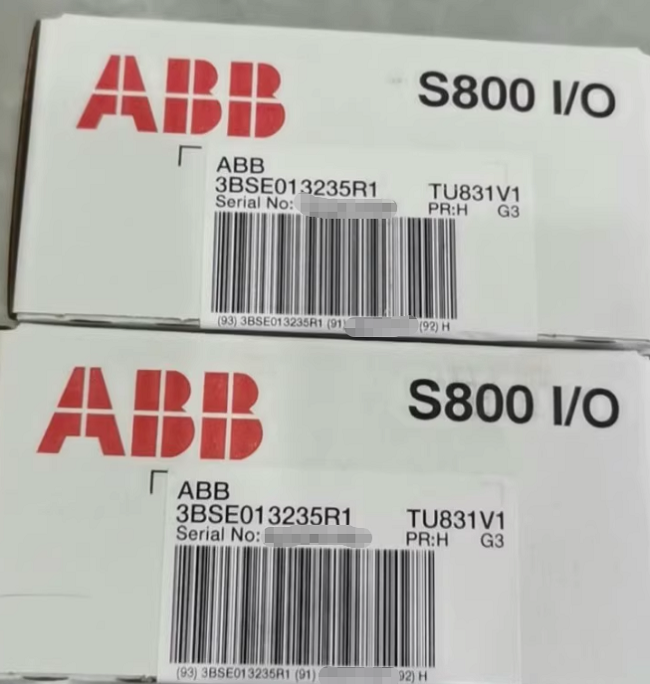 ABB S800 I/O
ABB
3BSE013235R1 TU831V1
Serial No: PR:H G3
(93) 3BSE013235R1 (91) (92) H
ABB S800 I/O
ABB
3BSE013235R1 TU831V1
Serial No: PR:H G3
(93) 3BSE013235R1 (91) 92) H